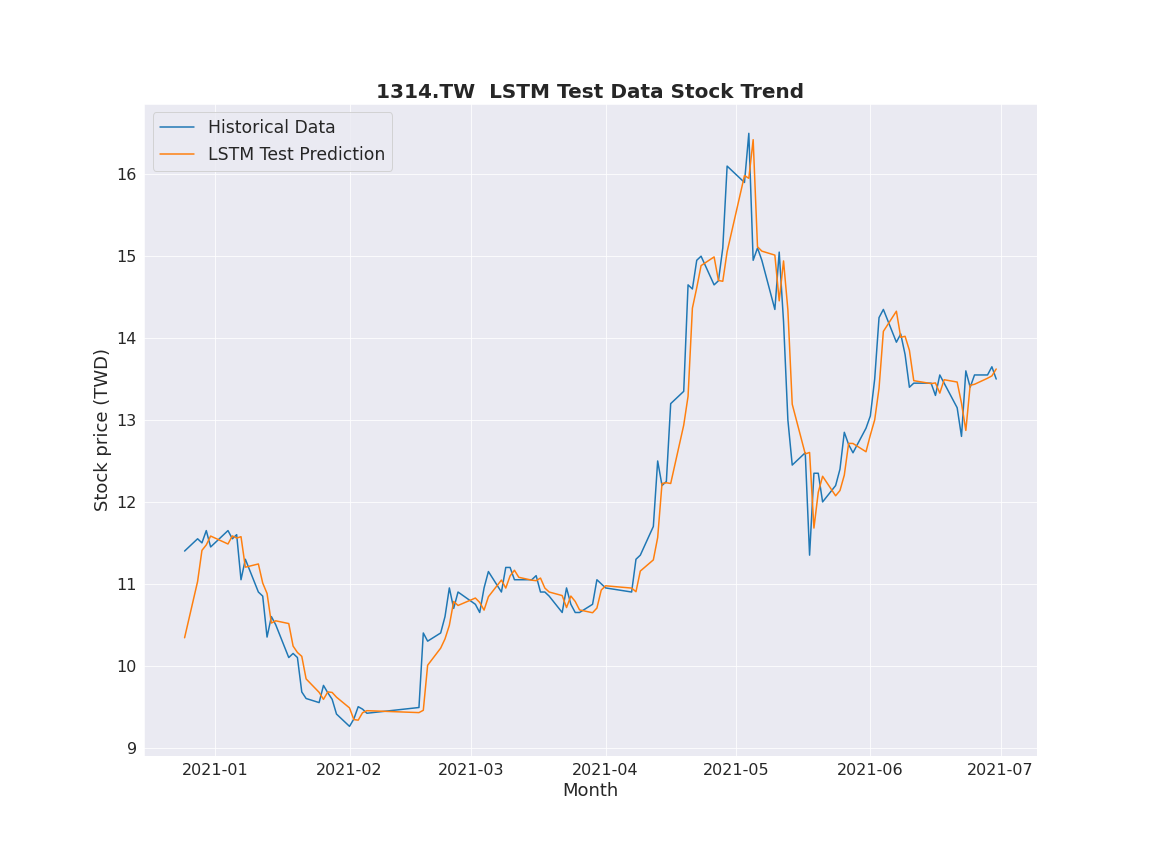 1314.TW  LSTM Test Data Stock Trend
Historical Data
LSTM Test Prediction
Stock price (TWD)
16
15
14
13
12
11
10
9
2021-01 2021-02 2021-03 2021-04 2021-05 2021-06 2021-07
Month